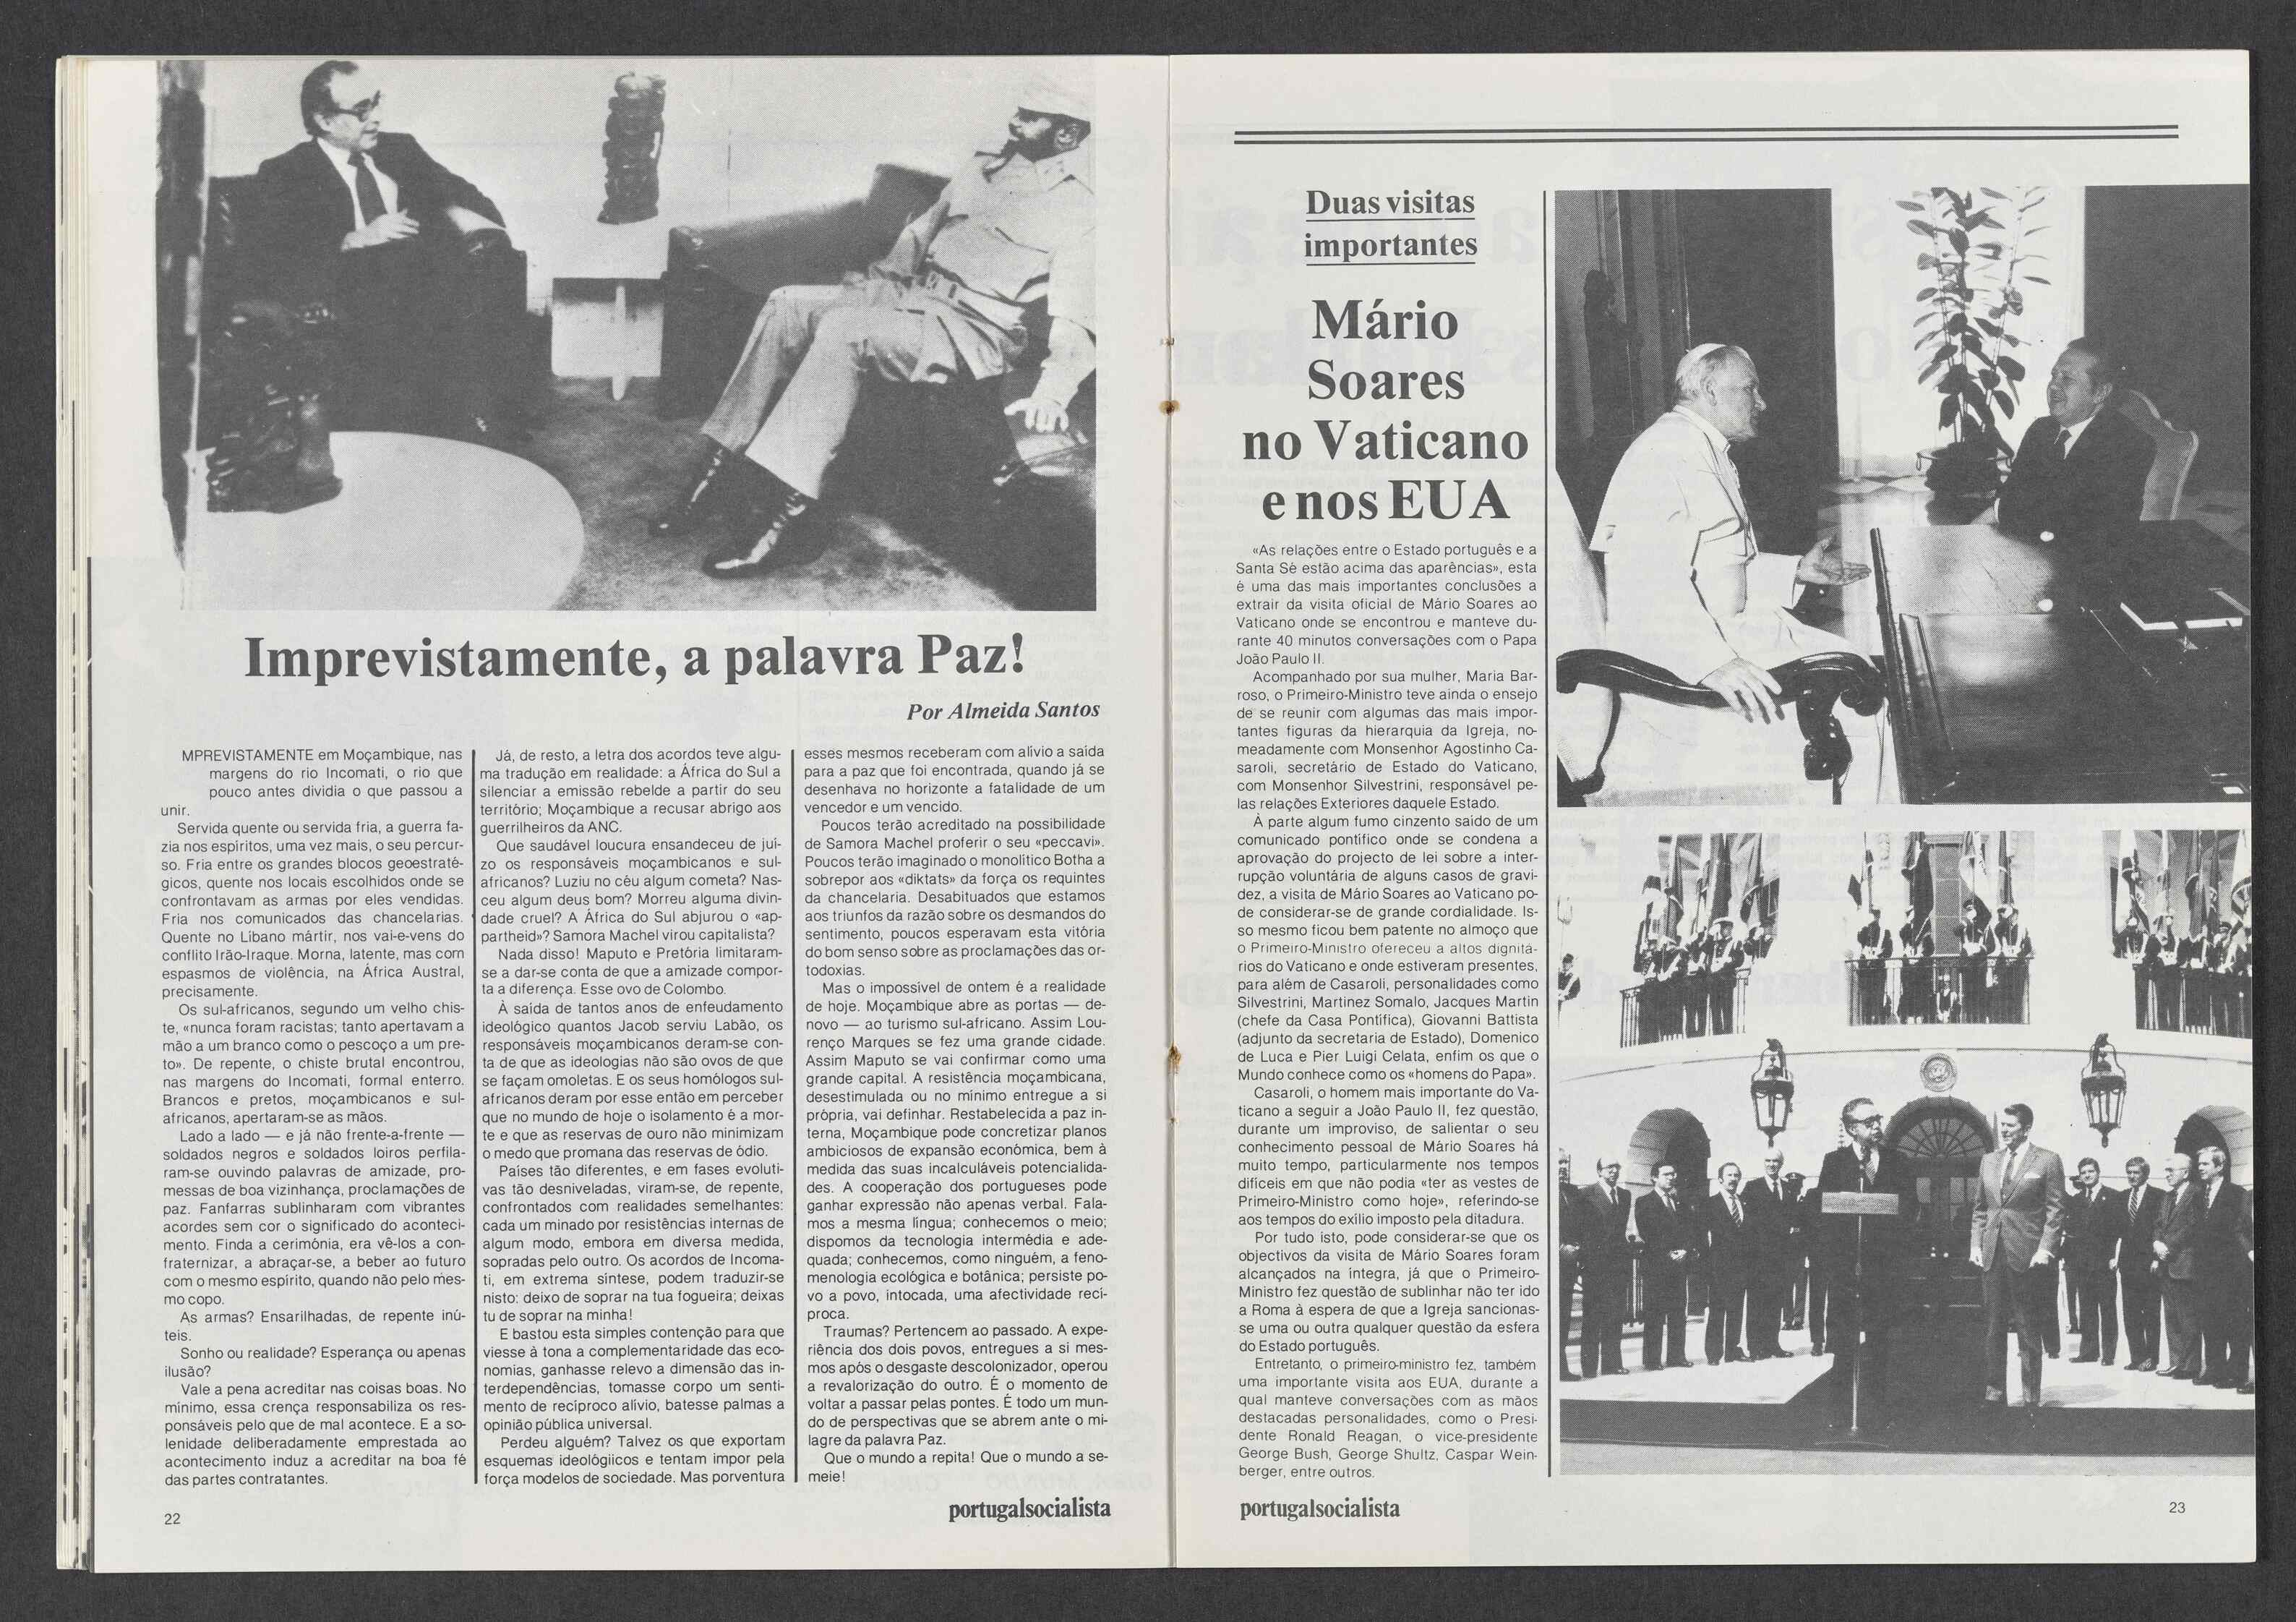 Imprevistamente, a palavra Paz!
Por Almeida Santos
MPREVISTAMENTE em Moçambique, nas
margens do rio Incomati, o rio que
pouco antes dividia o que passou a
unir.
Servida quente ou servida fria, a guerra fa-
zia nos espíritos, uma vez mais, o seu percur-
so. Fria entre os grandes blocos geoestraté-
gicos, quente nos locais escolhidos onde se
confrontavam as armas por eles vendidas.
Fria nos comunicados das chancelarias.
Quente no Líbano mártir, nos vai-e-vens do
conflito Irão-Iraque. Morna, latente, mas com
espasmos de violência, na África Austral,
precisamente.
Os sul-africanos, segundo um velho chis-
te, «nunca foram racistas; tanto apertavam a
mão a um branco como o pescoço a um pre-
to». De repente, o chiste brutal encontrou,
nas margens do Incomati, formal enterro.
Brancos e pretos, moçambicanos e sul-
africanos, apertaram-se as mãos.
Lado a lado — e já não frente-a-frente —
soldados negros e soldados loiros perfila-
ram-se ouvindo palavras de amizade, pro-
messas de boa vizinhança, proclamações de
paz. Fanfarras sublinharam com vibrantes
acordes sem cor o significado do aconteci-
mento. Finda a cerimónia, era vê-los a con-
fraternizar, a abraçar-se, a beber ao futuro
com o mesmo espírito, quando não pelo mes-
mo copo.
As armas? Ensarilhadas, de repente inú-
teis.
Sonho ou realidade? Esperança ou apenas
ilusão?
Vale a pena acreditar nas coisas boas. No
mínimo, essa crença responsabiliza os res-
ponsáveis pelo que de mal acontece. E a so-
lenidade deliberadamente emprestada ao
acontecimento induz a acreditar na boa fé
das partes contratantes.
Já, de resto, a letra dos acordos teve algu-
ma tradução em realidade: a África do Sul a
silenciar a emissão rebelde a partir do seu
território; Moçambique a recusar abrigo aos
guerrilheiros da ANC.
Que saudável loucura ensandeceu de juí-
zo os responsáveis moçambicanos e sul-
africanos? Luziu no céu algum cometa? Nas-
ceu algum deus bom? Morreu alguma divin-
dade cruel? A África do Sul abjurou o «ap-
partheid»? Samora Machel virou capitalista?
Nada disso! Maputo e Pretória limitaram-
se a dar-se conta de que a amizade compor-
ta a diferença. Esse ovo de Colombo.
À saída de tantos anos de enfeudamento
ideológico quantos Jacob serviu Labão, os
responsáveis moçambicanos deram-se con-
ta de que as ideologias não são ovos de que
se façam omoletas. E os seus homólogos sul-
africanos deram por esse então em perceber
que no mundo de hoje o isolamento é a mor-
te e que as reservas de ouro não minimizam
o medo que promana das reservas de ódio.
Países tão diferentes, e em fases evoluti-
vas tão desniveladas, viram-se, de repente,
confrontados com realidades semelhantes:
cada um minado por resistências internas de
algum modo, embora em diversa medida,
sopradas pelo outro. Os acordos de Incoma-
ti, em extrema síntese, podem traduzir-se
nisto: deixo de soprar na tua fogueira; deixas
tu de soprar na minha!
E bastou esta simples contenção para que
viesse à tona a complementaridade das eco-
nomias, ganhasse relevo a dimensão das in-
terdependências, tomasse corpo um senti-
mento de recíproco alívio, batesse palmas a
opinião pública universal.
Perdeu alguém? Talvez os que exportam
esquemas ideológiicos e tentam impor pela
força modelos de sociedade. Mas porventura
esses mesmos receberam com alívio a saída
para a paz que foi encontrada, quando já se
desenhava no horizonte a fatalidade de um
vencedor e um vencido.
Poucos terão acreditado na possibilidade
de Samora Machel proferir o seu «peccavi».
Poucos terão imaginado o monolítico Botha a
sobrepor aos «diktats» da força os requintes
da chancelaria. Desabituados que estamos
aos triunfos da razão sobre os desmandos do
sentimento, poucos esperavam esta vitória
do bom senso sobre as proclamações das or-
todoxias.
Mas o impossível de ontem é a realidade
de hoje. Moçambique abre as portas — de-
novo — ao turismo sul-africano. Assim Lou-
renço Marques se fez uma grande cidade.
Assim Maputo se vai confirmar como uma
grande capital. A resistência moçambicana,
desestimulada ou no mínimo entregue a si
própria, vai definhar. Restabelecida a paz in-
terna, Moçambique pode concretizar planos
ambiciosos de expansão económica, bem à
medida das suas incalculáveis potencialida-
des. A cooperação dos portugueses pode
ganhar expressão não apenas verbal. Fala-
mos a mesma língua; conhecemos o meio;
dispomos da tecnologia intermédia e ade-
quada; conhecemos, como ninguém, a feno-
menologia ecológica e botânica; persiste po-
vo a povo, intocada, uma afectividade recí-
proca.
Traumas? Pertencem ao passado. A expe-
riência dos dois povos, entregues a si mes-
mos após o desgaste descolonizador, operou
a revalorização do outro. É o momento de
voltar a passar pelas pontes. É todo um mun-
do de perspectivas que se abrem ante o mi-
lagre da palavra Paz.
Que o mundo a repita! Que o mundo a se-
meie!
22
portugalsocialista
Duas visitas
importantes
Mário
Soares
no Vaticano
e nos EUA
«As relações entre o Estado português e a
Santa Sé estão acima das aparências», esta
é uma das mais importantes conclusões a
extrair da visita oficial de Mário Soares ao
Vaticano onde se encontrou e manteve du-
rante 40 minutos conversações com o Papa
João Paulo II.
Acompanhado por sua mulher, Maria Bar-
roso, o Primeiro-Ministro teve ainda o ensejo
de se reunir com algumas das mais impor-
tantes figuras da hierarquia da Igreja, no-
meadamente com Monsenhor Agostinho Ca-
saroli, secretário de Estado do Vaticano,
com Monsenhor Silvestrini, responsável pe-
las relações Exteriores daquele Estado.
À parte algum fumo cinzento saído de um
comunicado pontífico onde se condena a
aprovação do projecto de lei sobre a inter-
rupção voluntária de alguns casos de gravi-
dez, a visita de Mário Soares ao Vaticano po-
de considerar-se de grande cordialidade. Is-
so mesmo ficou bem patente no almoço que
o Primeiro-Ministro ofereceu a altos dignitá-
rios do Vaticano e onde estiveram presentes,
para além de Casaroli, personalidades como
Silvestrini, Martinez Somalo, Jacques Martin
(chefe da Casa Pontífica), Giovanni Battista
(adjunto da secretaria de Estado), Domenico
de Luca e Pier Luigi Celata, enfim os que o
Mundo conhece como os «homens do Papa».
Casaroli, o homem mais importante do Va-
ticano a seguir a João Paulo II, fez questão,
durante um improviso, de salientar o seu
conhecimento pessoal de Mário Soares há
muito tempo, particularmente nos tempos
difíceis em que não podia «ter as vestes de
Primeiro-Ministro como hoje», referindo-se
aos tempos do exílio imposto pela ditadura.
Por tudo isto, pode considerar-se que os
objectivos da visita de Mário Soares foram
alcançados na íntegra, já que o Primeiro-
Ministro fez questão de sublinhar não ter ido
a Roma à espera de que a Igreja sancionas-
se uma ou outra qualquer questão da esfera
do Estado português.
Entretanto, o primeiro-ministro fez, também
uma importante visita aos EUA, durante a
qual manteve conversações com as mãos
destacadas personalidades, como o Presi-
dente Ronald Reagan, o vice-presidente
George Bush, George Shultz, Caspar Wein-
berger, entre outros.
portugalsocialista
23